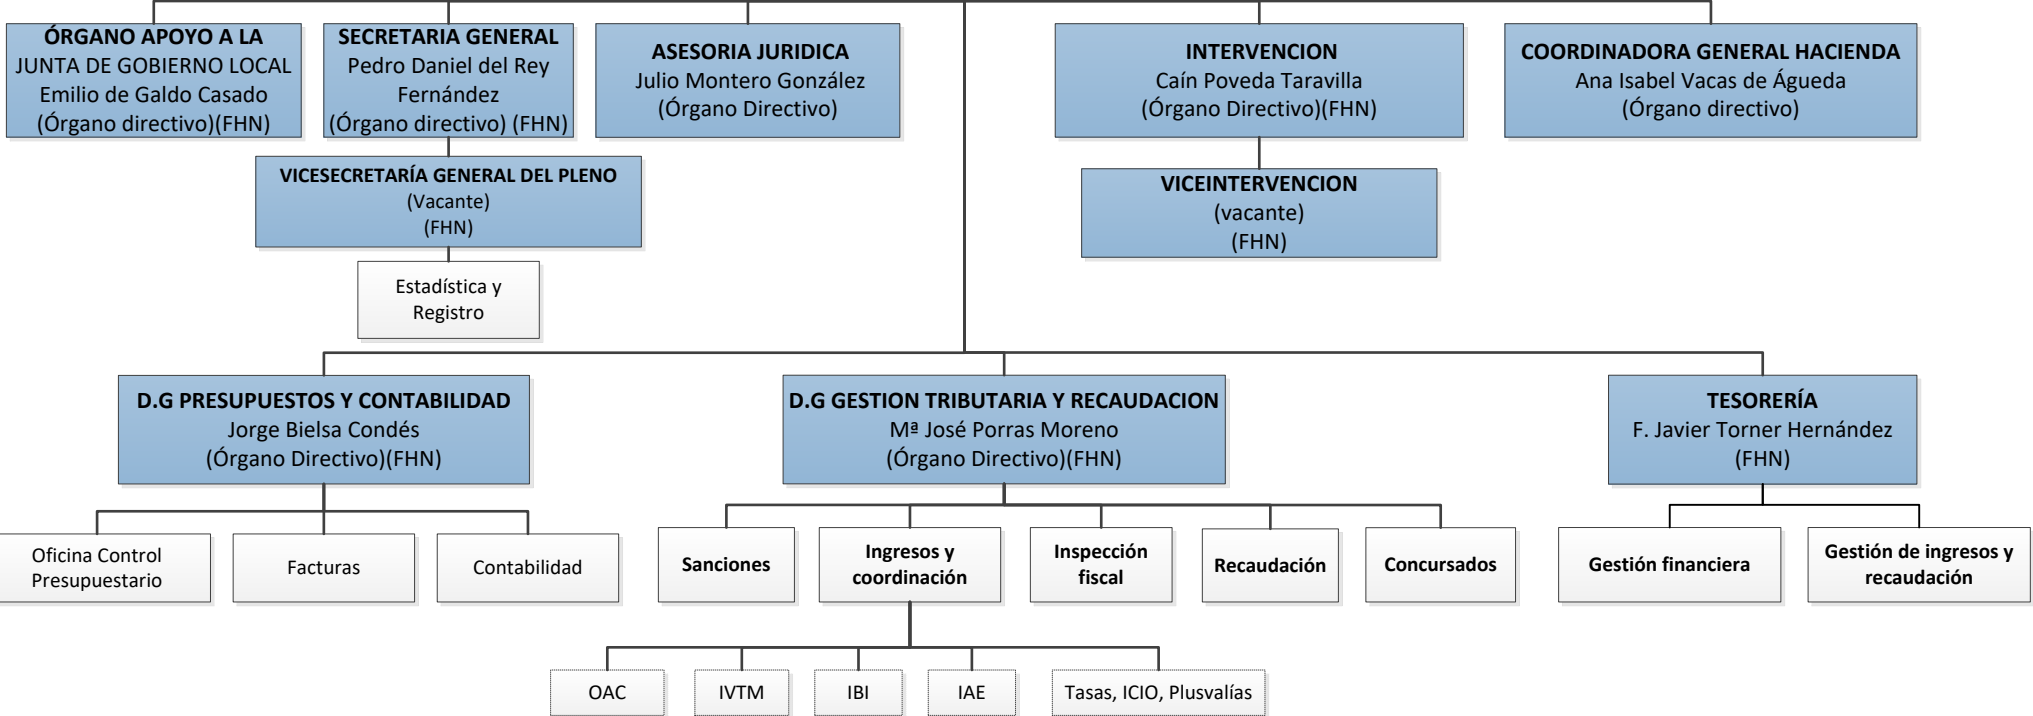 ÓRGANO APOYO A LA
JUNTA DE GOBIERNO LOCAL
Emilio de Galdo Casado
(Órgano directivo)(FHN)
SECRETARIA GENERAL
Pedro Daniel del Rey
Fernández
(Órgano directivo) (FHN)
ASESORIA JURIDICA
Julio Montero González
(Órgano Directivo)
INTERVENCION
Caín Poveda Taravilla
(Órgano Directivo)(FHN)
COORDINADORA GENERAL HACIENDA
Ana Isabel Vacas de Águeda
(Órgano directivo)
VICESECRETARÍA GENERAL DEL PLENO
(Vacante)
(FHN)
VICEINTERVENCION
(vacante)
(FHN)
Estadística y
Registro
D.G PRESUPUESTOS Y CONTABILIDAD
Jorge Bielsa Condés
(Órgano Directivo)(FHN)
D.G GESTION TRIBUTARIA Y RECAUDACION
Mª José Porras Moreno
(Órgano Directivo)(FHN)
TESORERÍA
F. Javier Torner Hernández
(FHN)
Oficina Control
Presupuestario
Facturas
Contabilidad
Sanciones
Ingresos y
coordinación
Inspección
fiscal
Recaudación
Concursados
Gestión financiera
Gestión de ingresos y
recaudación
OAC
IVTM
IBI
IAE
Tasas, ICIO, Plusvalías